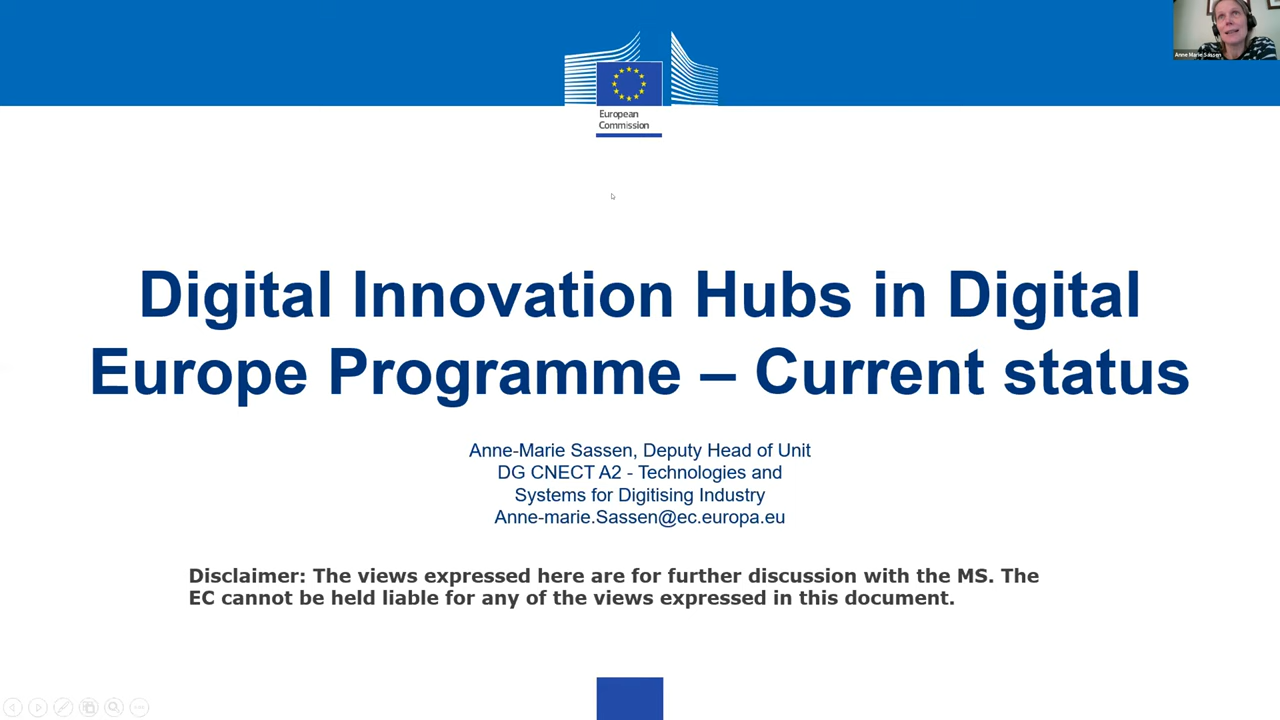 Anne Marie Sassen
European
Commission
Digital Innovation Hubs in Digital
Europe Programme – Current status
Anne-Marie Sassen, Deputy Head of Unit
DG CNECT A2 - Technologies and
Systems for Digitising Industry
Anne-marie.Sassen@ec.europa.eu
Disclaimer: The views expressed here are for further discussion with the MS. The
EC cannot be held liable for any of the views expressed in this document.